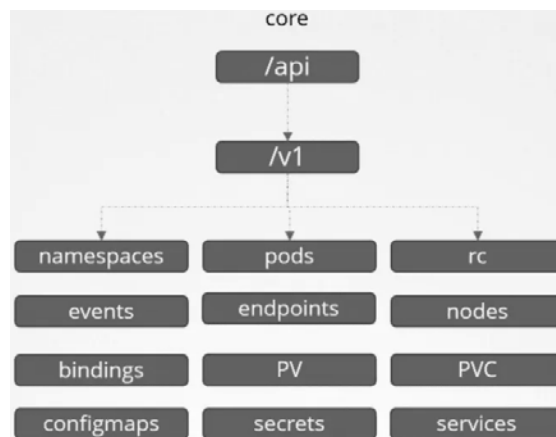 core
/api
/v1
namespaces pods rc
events endpoints nodes
bindings PV PVC
configmaps secrets services